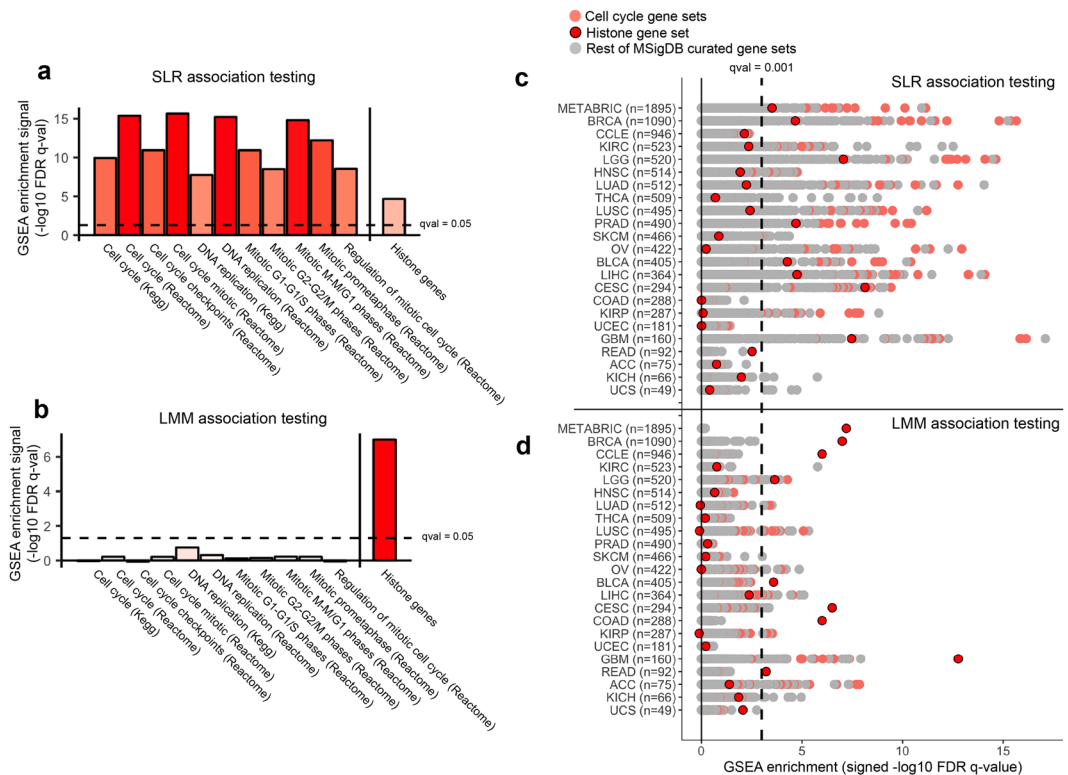 a
SLR association testing
GSEA enrichment signal
(-log10 FDR q-val)
15
10
5
0
qval = 0.05
Cell cycle (Kegg)
Cell cycle (Reactome)
Cell cycle checkpoints (Reactome)
Cell cycle mitotic (Reactome)
DNA replication (Kegg)
DNA replication (Reactome)
Mitotic G1-G1/S phases (Reactome)
Mitotic G2-G2/M phases (Reactome)
Mitotic M-M/G1 phases (Reactome)
Mitotic prometaphase (Reactome)
Regulation of mitotic cell cycle (Reactome)
Histone genes
b
LMM association testing
GSEA enrichment signal
(-log10 FDR q-val)
6
4
2
0
qval = 0.05
Cell cycle (Kegg)
Cell cycle (Reactome)
Cell cycle checkpoints (Reactome)
Cell cycle mitotic (Reactome)
DNA replication (Kegg)
DNA replication (Reactome)
Mitotic G1-G1/S phases (Reactome)
Mitotic G2-G2/M phases (Reactome)
Mitotic M-M/G1 phases (Reactome)
Mitotic prometaphase (Reactome)
Regulation of mitotic cell cycle (Reactome)
Histone genes
Cell cycle gene sets
Histone gene set
Rest of MSigDB curated gene sets
c
qval = 0.001
SLR association testing
METABRIC (n=1895)
BRCA (n=1090)
CCLE (n=946)
KIRC (n=523)
LGG (n=520)
HNSC (n=514)
LUAD (n=512)
THCA (n=509)
LUSC (n=495)
PRAD (n=490)
SKCM (n=466)
OV (n=422)
BLCA (n=405)
LIHC (n=364)
CESC (n=294)
COAD (n=288)
KIRP (n=287)
UCEC (n=181)
GBM (n=160)
READ (n=92)
ACC (n=75)
KICH (n=66)
UCS (n=49)
d
LMM association testing
METABRIC (n=1895)
BRCA (n=1090)
CCLE (n=946)
KIRC (n=523)
LGG (n=520)
HNSC (n=514)
LUAD (n=512)
THCA (n=509)
LUSC (n=495)
PRAD (n=490)
SKCM (n=466)
OV (n=422)
BLCA (n=405)
LIHC (n=364)
CESC (n=294)
COAD (n=288)
KIRP (n=287)
UCEC (n=181)
GBM (n=160)
READ (n=92)
ACC (n=75)
KICH (n=66)
UCS (n=49)
0 5 10 15
GSEA enrichment (signed -log10 FDR q-value)